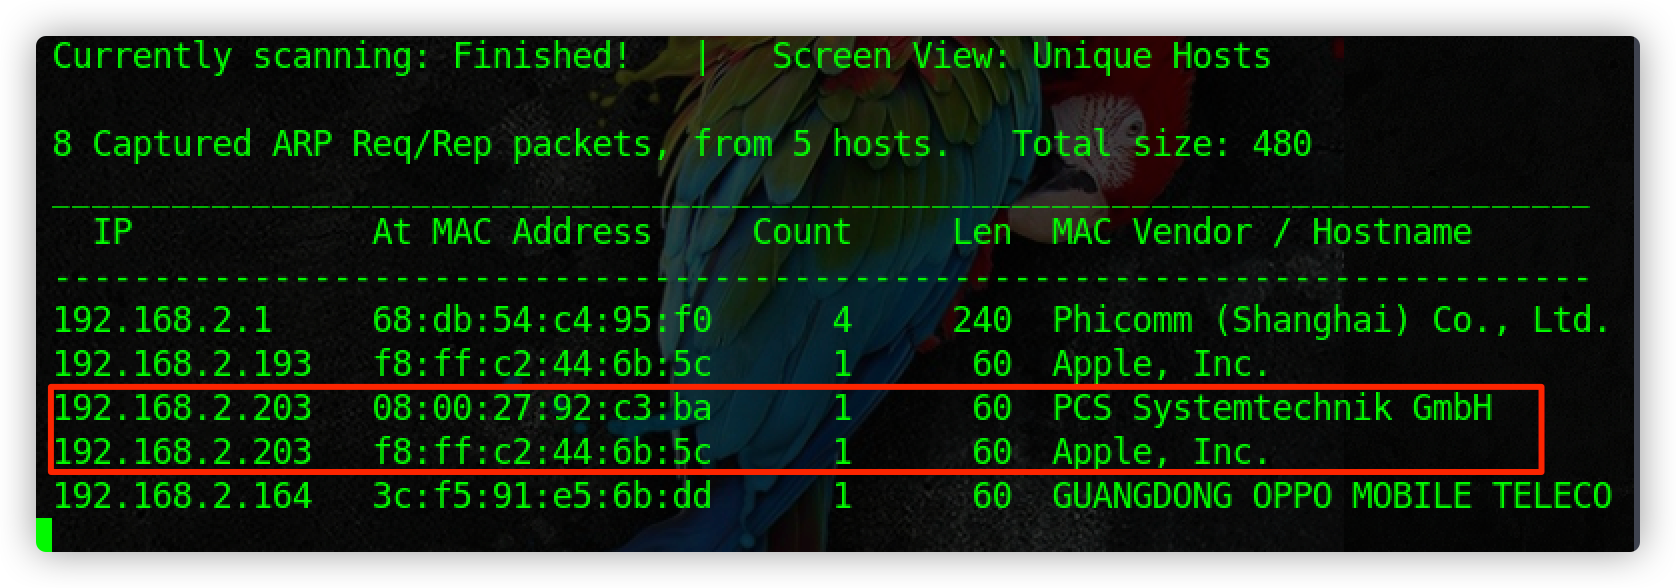 Currently scanning: Finished!   |   Screen View: Unique Hosts
8 Captured ARP Req/Rep packets, from 5 hosts.   Total size: 480
_____________________________________________________________________________
  IP            At MAC Address     Count     Len  MAC Vendor / Hostname
-----------------------------------------------------------------------------
192.168.2.1     68:db:54:c4:95:f0      4     240  Phicomm (Shanghai) Co., Ltd.
192.168.2.193   f8:ff:c2:44:6b:5c      1      60  Apple, Inc.
192.168.2.203   08:00:27:92:c3:ba      1      60  PCS Systemtechnik GmbH
192.168.2.203   f8:ff:c2:44:6b:5c      1      60  Apple, Inc.
192.168.2.164   3c:f5:91:e5:6b:dd      1      60  GUANGDONG OPPO MOBILE TELECO